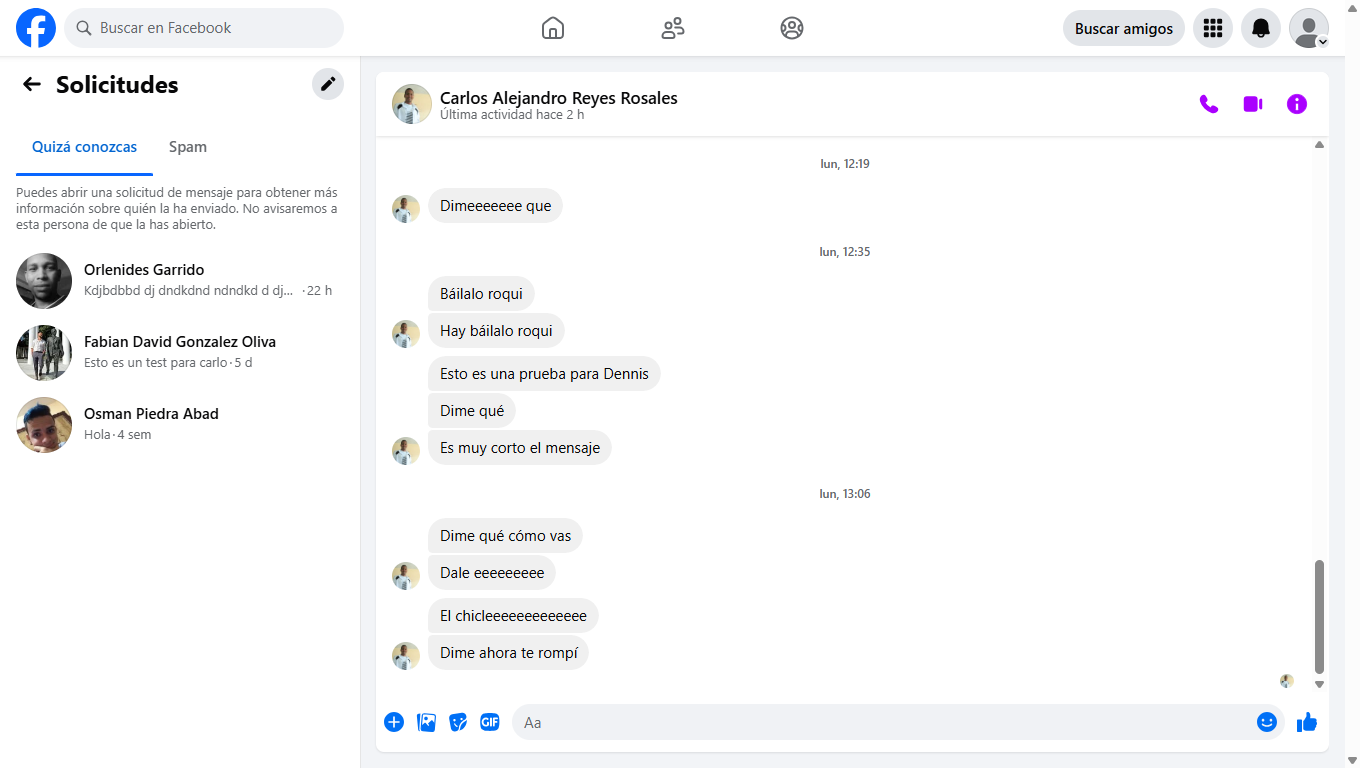 Buscar en Facebook
Buscar amigos
Solicitudes
Quizá conozcas
Spam
Puedes abrir una solicitud de mensaje para obtener más
información sobre quién la ha enviado. No avisaremos a
esta persona de que la has abierto.
Orlenides Garrido
Kdjbdbbd dj dndkdnd ndndkd d dj... · 22 h
Fabian David Gonzalez Oliva
Esto es un test para carlo · 5 d
Osman Piedra Abad
Hola · 4 sem
Carlos Alejandro Reyes Rosales
Última actividad hace 2 h
lun, 12:19
Dimeeeeeee que
lun, 12:35
Báilalo roqui
Hay báilalo roqui
Esto es una prueba para Dennis
Dime qué
Es muy corto el mensaje
lun, 13:06
Dime qué cómo vas
Dale eeeeeeeee
El chicleeeeeeeeeeeee
Dime ahora te rompí
GIF
Aa